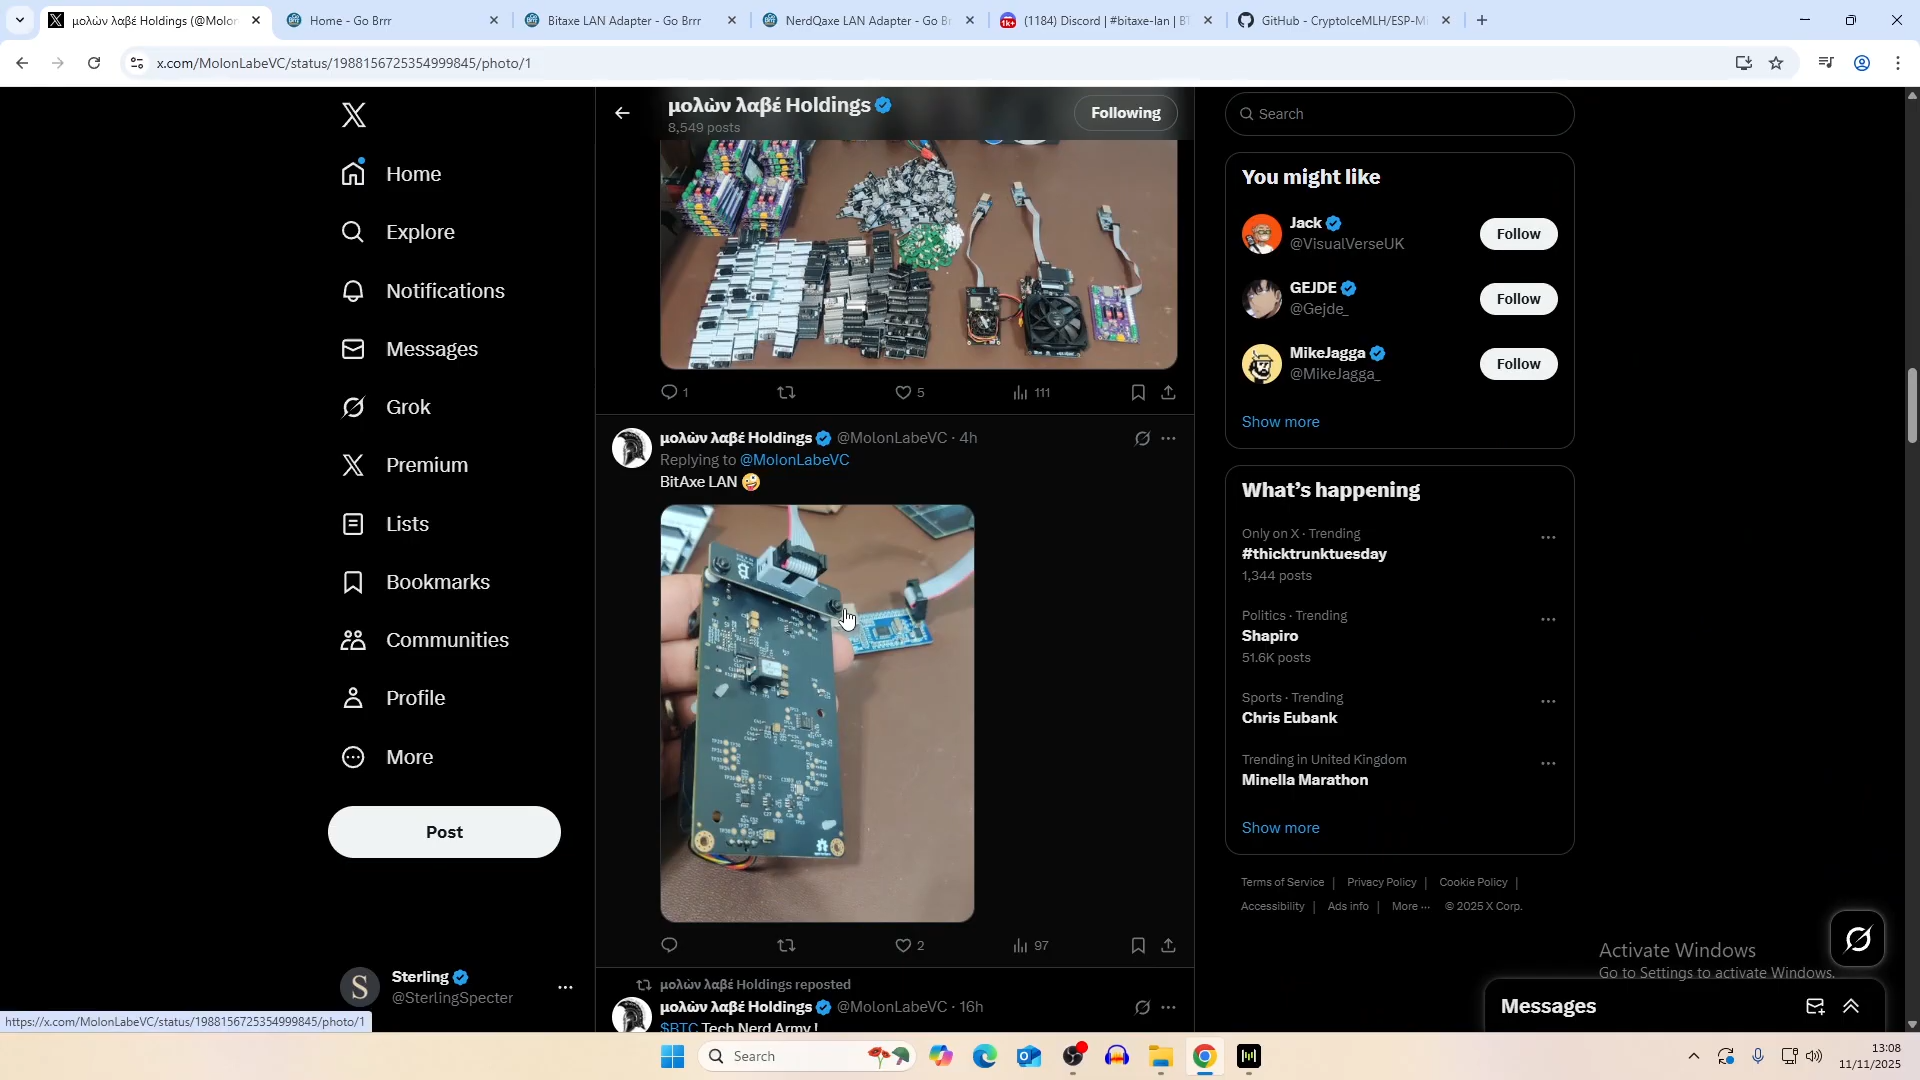 μολὼν λαβέ Holdings (@Molon
Home - Go Brrr
Bitaxe LAN Adapter - Go Brrr
NerdQaxe LAN Adapter - Go B
(1184) Discord | #bitaxe-lan | B
GitHub - CryptoIceMLH/ESP-M
x.com/MolonLabeVC/status/1988156725354999845/photo/1
μολὼν λαβέ Holdings
8,549 posts
Following
Search
Home
Explore
Notifications
Messages
Grok
Premium
Lists
Bookmarks
Communities
Profile
More
Post
Sterling
@SterlingSpecter
1
5
111
μολὼν λαβέ Holdings @MolonLabeVC · 4h
Replying to @MolonLabeVC
BitAxe LAN 🤪
2
97
μολὼν λαβέ Holdings reposted
μολὼν λαβέ Holdings @MolonLabeVC · 16h
$BTC Tech Nerd Army !
You might like
Jack
@VisualVerseUK
Follow
GEJDE
@Gejde_
Follow
MikeJagga
@MikeJagga_
Follow
Show more
What's happening
Only on X · Trending
#thicktrunktuesday
1,344 posts
Politics · Trending
Shapiro
51.6K posts
Sports · Trending
Chris Eubank
Trending in United Kingdom
Minella Marathon
Show more
Terms of Service | Privacy Policy | Cookie Policy |
Accessibility | Ads info | More ··· © 2025 X Corp.
Activate Windows
Go to Settings to activate Windows.
Messages
https://x.com/MolonLabeVC/status/1988156725354999845/photo/1
Search
13:08
11/11/2025